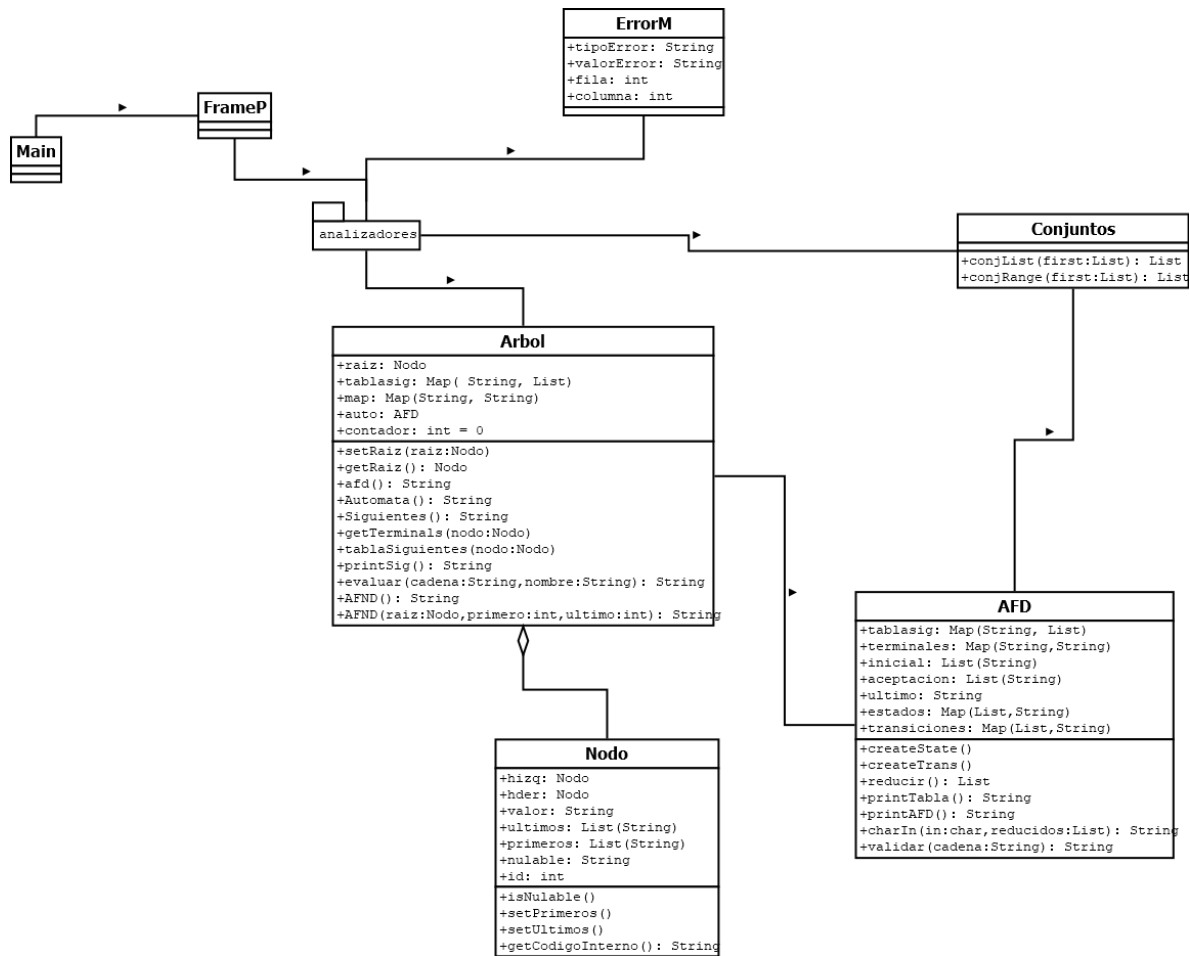 ErrorM
+tipoError: String
+valorError: String
+fila: int
+columna: int
FrameP
Main
analizadores
Conjuntos
+conjList(first:List): List
+conjRange(first:List): List
Arbol
+raiz: Nodo
+tablasig: Map( String, List)
+map: Map(String, String)
+auto: AFD
+contador: int = 0
+setRaiz(raiz:Nodo)
+getRaiz(): Nodo
+afd(): String
+Automata(): String
+Siguientes(): String
+getTerminals(nodo:Nodo)
+tablaSiguientes(nodo:Nodo)
+printSig(): String
+evaluar(cadena:String,nombre:String): String
+AFND(): String
+AFND(raiz:Nodo,primero:int,ultimo:int): String
AFD
+tablasig: Map(String, List)
+terminales: Map(String,String)
+inicial: List(String)
+aceptacion: List(String)
+ultimo: String
+estados: Map(List,String)
+transiciones: Map(List,String)
+createState()
+createTrans()
+reducir(): List
+printTabla(): String
+printAFD(): String
+charIn(in:char,reducidos:List): String
+validar(cadena:String): String
Nodo
+hizq: Nodo
+hder: Nodo
+valor: String
+ultimos: List(String)
+primeros: List(String)
+nulable: String
+id: int
+isNulable()
+setPrimeros()
+setUltimos()
+getCodigoInterno(): String